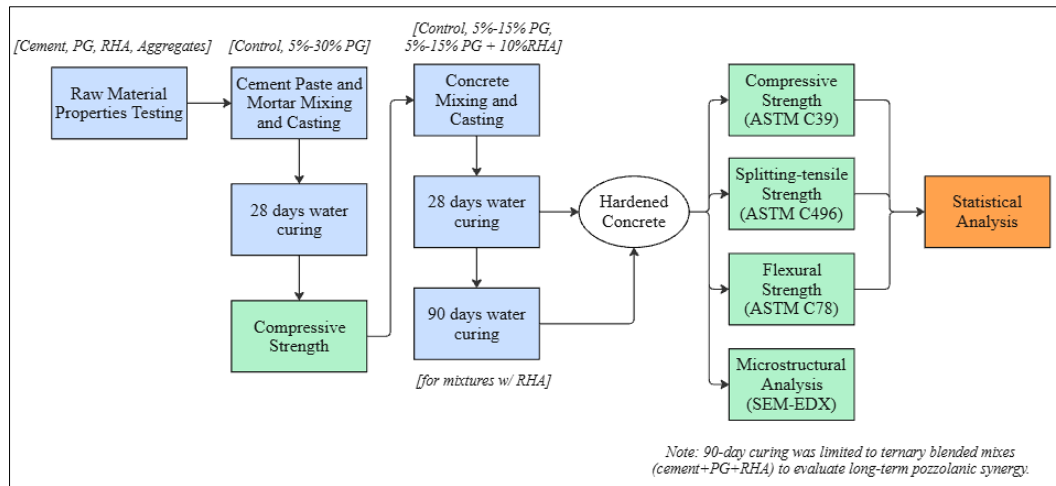 [Cement, PG, RHA, Aggregates]
Raw Material
Properties Testing
[Control, 5%-30% PG]
Cement Paste and
Mortar Mixing
and Casting
28 days water
curing
Compressive
Strength
[Control, 5%-15% PG,
5%-15% PG + 10%RHA]
Concrete
Mixing and
Casting
28 days water
curing
90 days water
curing
[for mixtures w/ RHA]
Hardened
Concrete
Compressive
Strength
(ASTM C39)
Splitting-tensile
Strength
(ASTM C496)
Flexural
Strength
(ASTM C78)
Microstructural
Analysis
(SEM-EDX)
Statistical
Analysis
Note: 90-day curing was limited to ternary blended mixes
(cement+PG+RHA) to evaluate long-term pozzolanic synergy.